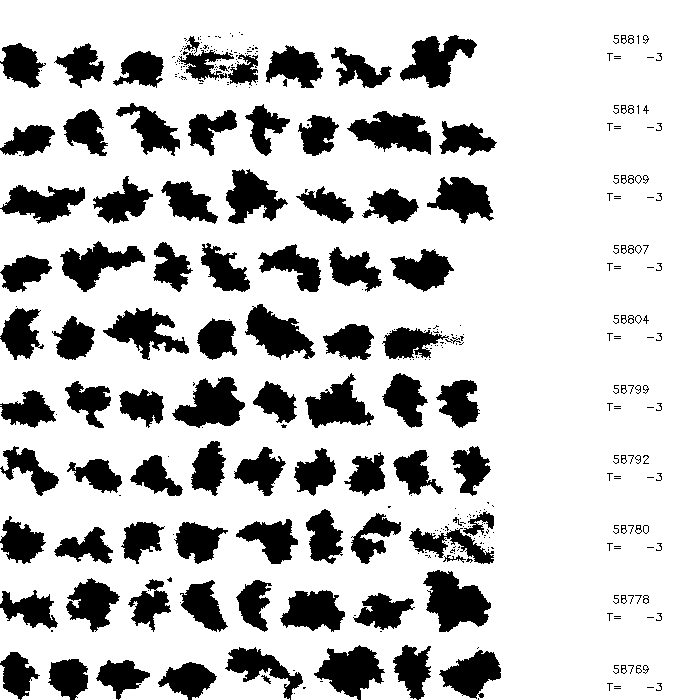 58819
T=   -3
58814
T=   -3
58809
T=   -3
58807
T=   -3
58804
T=   -3
58799
T=   -3
58792
T=   -3
58780
T=   -3
58778
T=   -3
58769
T=   -3